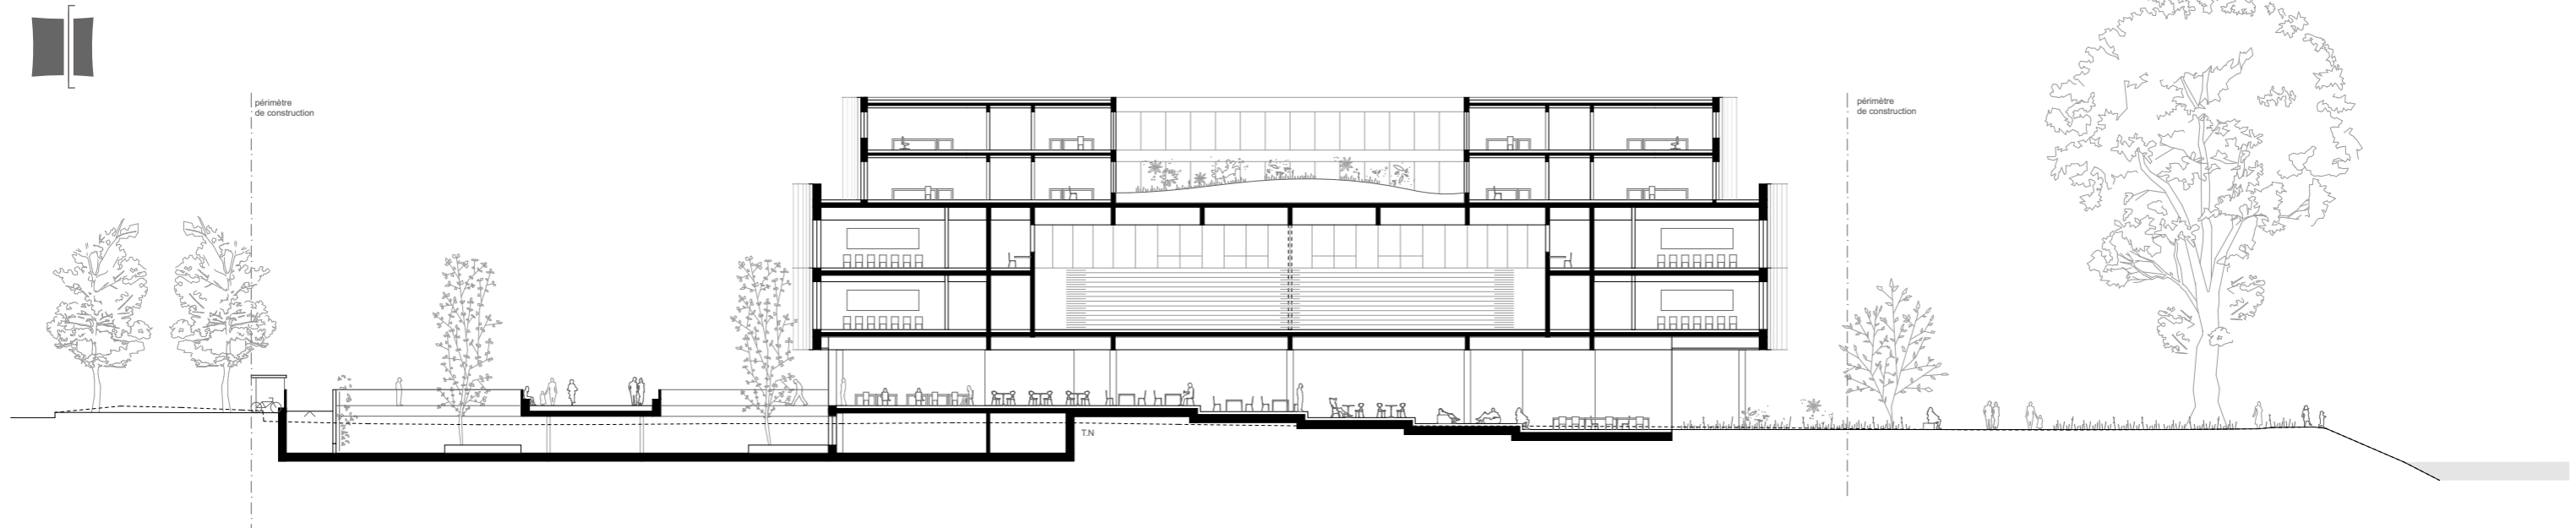 périmètre
de construction
périmètre
de construction
T.N